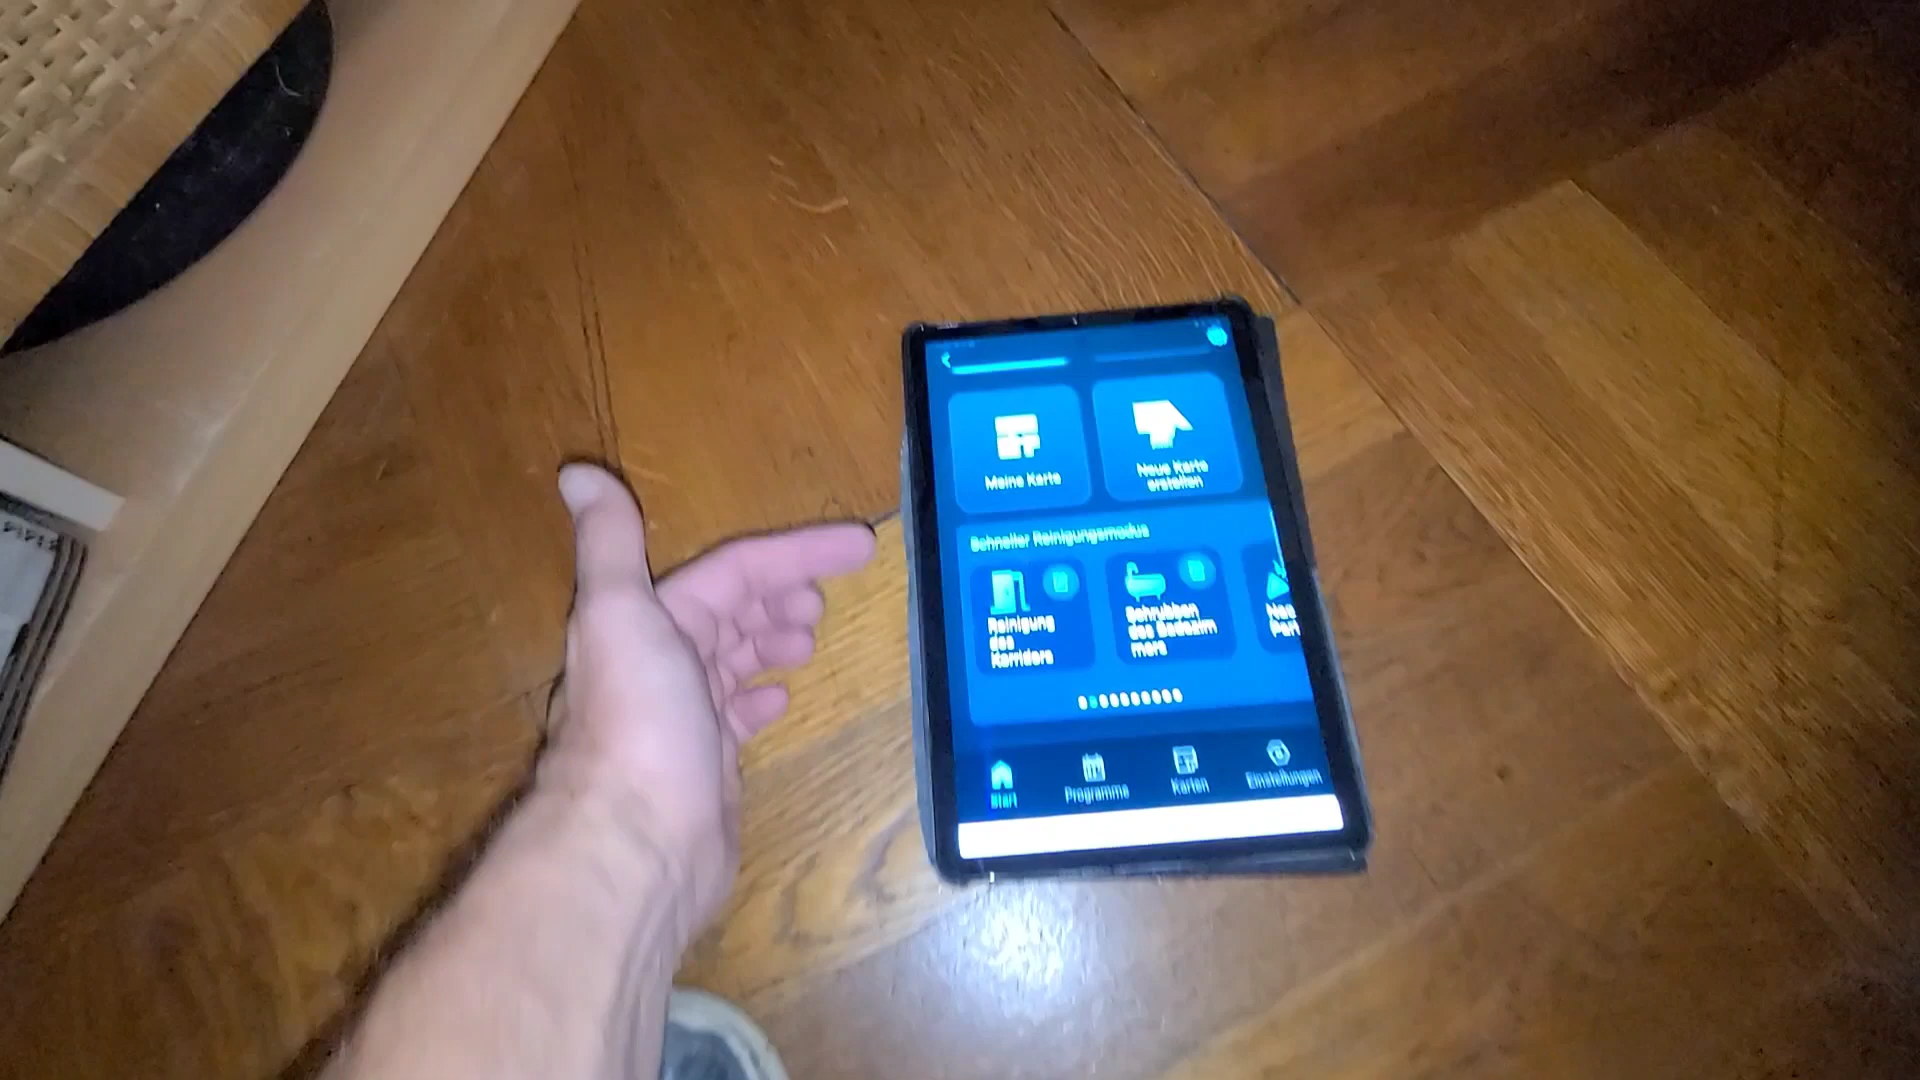 Meine Karte
Neue Karte
erstellen
Schneller Reinigungsmodus
Reinigung
des
Korridors
Schrubben
des Badezim
mers
Start
Programme
Karten
Einstellungen